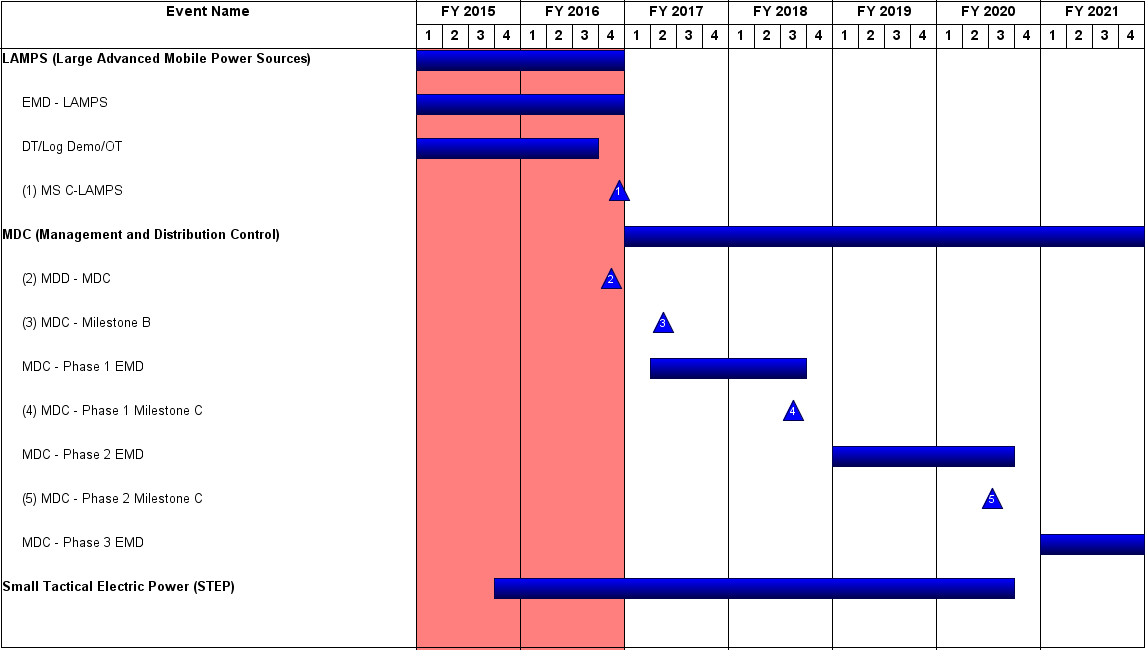 Event Name FY 2015 FY 2016 FY 2017 FY 2018 FY 2019 FY 2020 FY 2021
1 2 3 4 1 2 3 4 1 2 3 4 1 2 3 4 1 2 3 4 1 2 3 4 1 2 3 4
LAMPS (Large Advanced Mobile Power Sources)
EMD - LAMPS
DT/Log Demo/OT
(1) MS C-LAMPS 1
MDC (Management and Distribution Control)
(2) MDD - MDC 2
(3) MDC - Milestone B 3
MDC - Phase 1 EMD
(4) MDC - Phase 1 Milestone C 4
MDC - Phase 2 EMD
(5) MDC - Phase 2 Milestone C 5
MDC - Phase 3 EMD
Small Tactical Electric Power (STEP)